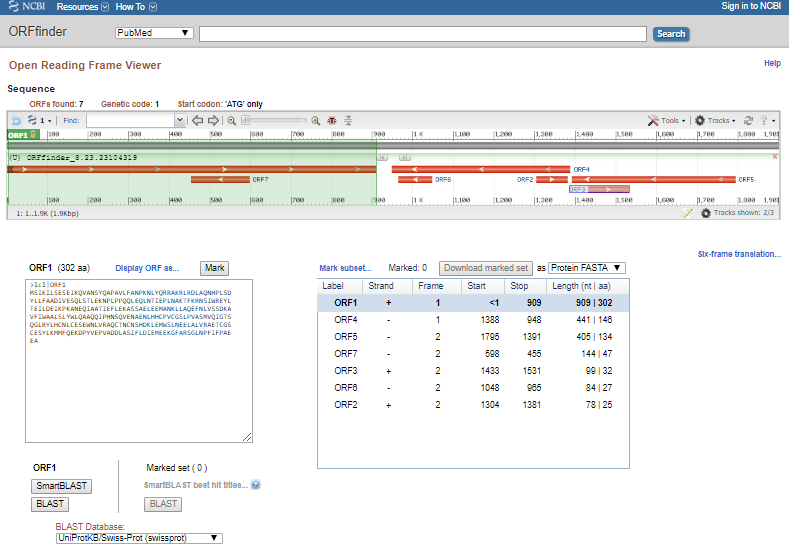 NCBI Resources How To Sign in to NCBI
ORFfinder PubMed Search
Open Reading Frame Viewer Help
Sequence
ORFs found: 7 Genetic code: 1 Start codon: 'ATG' only
1 Find: Tools Tracks ?
ORF1 100 200 300 400 500 600 700 800 900 1 K 1,100 1,200 1,300 1,400 1,500 1,600 1,700 1,800 1,90
(U) ORFfinder_8.23.23104319 X
ORF4
ORF7 ORF6 ORF2 ORF5
ORF3
100 200 300 400 500 600 700 800 900 1 K 1,100 1,200 1,300 1,400 1,500 1,600 1,700 1,800 1,90
1: 1..1.9K (1.9Kbp) Tracks shown: 2/3
Six-frame translation...
ORF1 (302 aa) Display ORF as... Mark
Mark subset... Marked: 0 Download marked set as Protein FASTA
>lcl|ORF1
MSIKILSESEIKQVANSYQAPAVLFANPKNLYQRRAKRLRDLAQNHPLSD
YLLFAADIVESQLSTLEKNPLPPQQLEQLNTIEPLNAKTFKRNSIWREYL
TEILDEIKPKANEQIAATIEFLEKASSAELEEMANKLLAQEFNLVSSDKA
VFIWAALSLYWLQAAQQIPHNSQVENAENLHHCPVCGSLPVASMVQIGTS
QGLRYLHCNLCESEWNLVRAQCTNCNSHDKLEMWSLNEELALVRAETCGS
CESYLKMMFQEKDPYVEPVADDLASIFLDIEMEEKGFARSGLNPFIFPAE
EA
Label Strand Frame Start Stop Length (nt | aa)
ORF1 + 1 <1 909 909 | 302
ORF4 - 1 1388 948 441 | 146
ORF5 - 2 1795 1391 405 | 134
ORF7 - 2 598 455 144 | 47
ORF3 + 2 1433 1531 99 | 32
ORF6 - 2 1048 965 84 | 27
ORF2 + 2 1304 1381 78 | 25
ORF1 Marked set ( 0 )
SmartBLAST SmartBLAST best hit titles...
BLAST BLAST
BLAST Database:
UniProtKB/Swiss-Prot (swissprot)